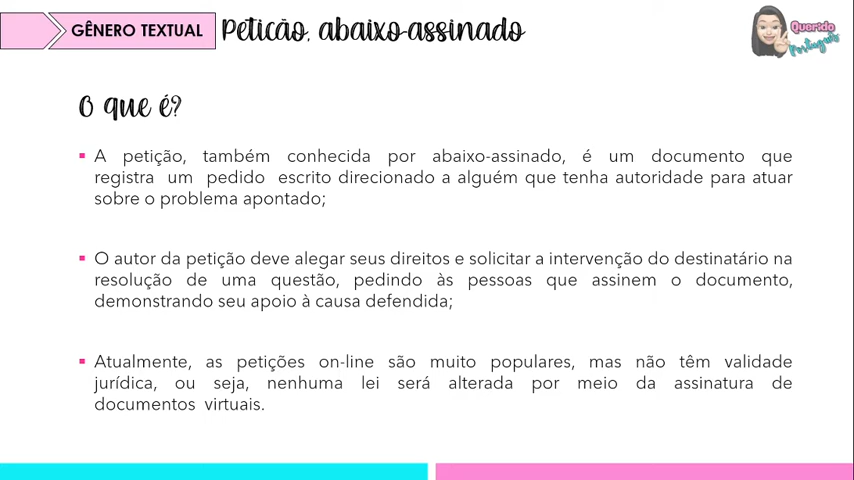 GÊNERO TEXTUAL Petição, abaixo-assinado
Querido
Português
O que é?
A petição, também conhecida por abaixo-assinado, é um documento que
registra um pedido escrito direcionado a alguém que tenha autoridade para atuar
sobre o problema apontado;
O autor da petição deve alegar seus direitos e solicitar a intervenção do destinatário na
resolução de uma questão, pedindo às pessoas que assinem o documento,
demonstrando seu apoio à causa defendida;
Atualmente, as petições on-line são muito populares, mas não têm validade
jurídica, ou seja, nenhuma lei será alterada por meio da assinatura de
documentos virtuais.